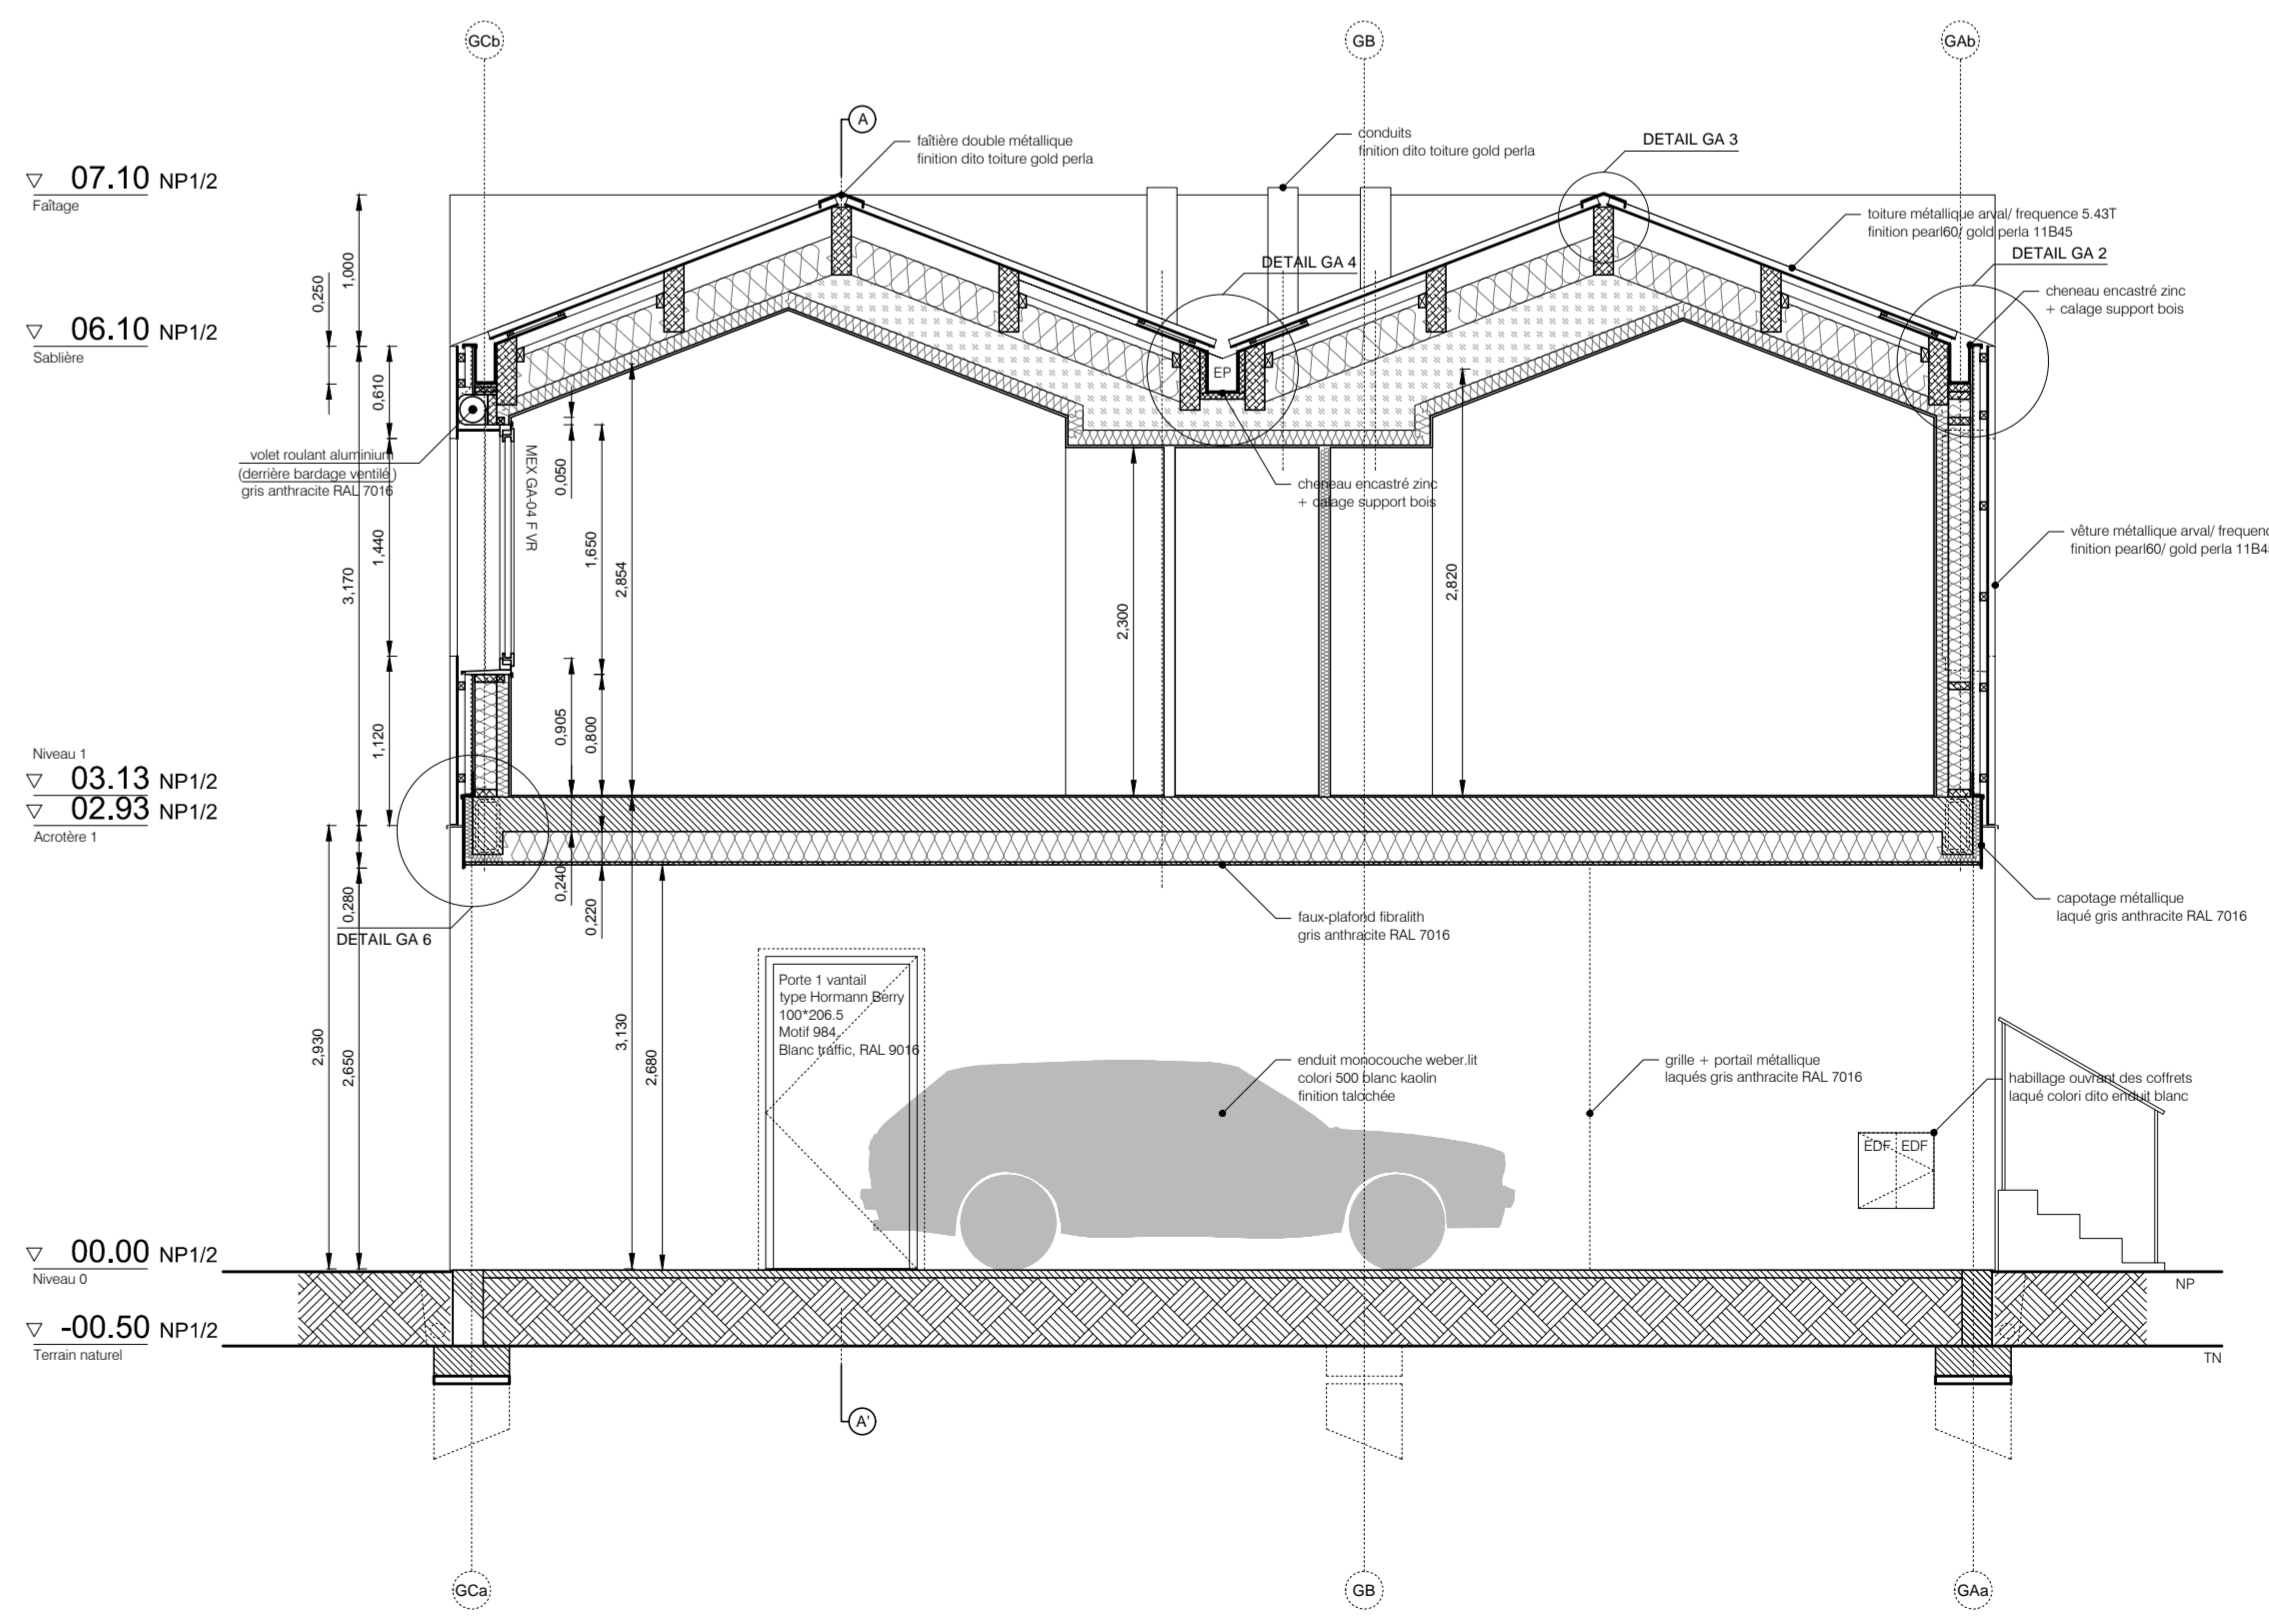 GCb
GB
GAb
A
faîtière double métallique
finition dito toiture gold perla
conduits
finition dito toiture gold perla
DETAIL GA 3
07.10 NP1/2
Faîtage
toiture métallique arval/ frequence 5.43T
finition pearl60/ gold perla 11B45
DETAIL GA 2
DETAIL GA 4
cheneau encastré zinc
+ calage support bois
0,250
1,000
06.10 NP1/2
Sablière
0,610
EP
volet roulant aluminium
(derrière bardage ventilé )
gris anthracite RAL 7016
MEX GA-04 F VR
0,050
cheneau encastré zinc
+ calage support bois
3,170
1,440
1,650
2,854
2,300
2,820
vêture métallique arval/ frequenc
finition pearl60/ gold perla 11B4
1,120
0,905
0,800
Niveau 1
03.13 NP1/2
02.93 NP1/2
Acrotère 1
0,280
0,240
0,220
DETAIL GA 6
faux-plafond fibralith
gris anthracite RAL 7016
capotage métallique
laqué gris anthracite RAL 7016
2,930
2,650
3,130
2,680
Porte 1 vantail
type Hormann Berry
100*206.5
Motif 984,
Blanc traffic, RAL 9016
enduit monocouche weber.lit
colori 500 blanc kaolin
finition talochée
grille + portail métallique
laqués gris anthracite RAL 7016
habillage ouvrant des coffrets
laqué colori dito enduit blanc
EDF EDF
00.00 NP1/2
Niveau 0
NP
-00.50 NP1/2
Terrain naturel
TN
A'
GCa
GB
GAa